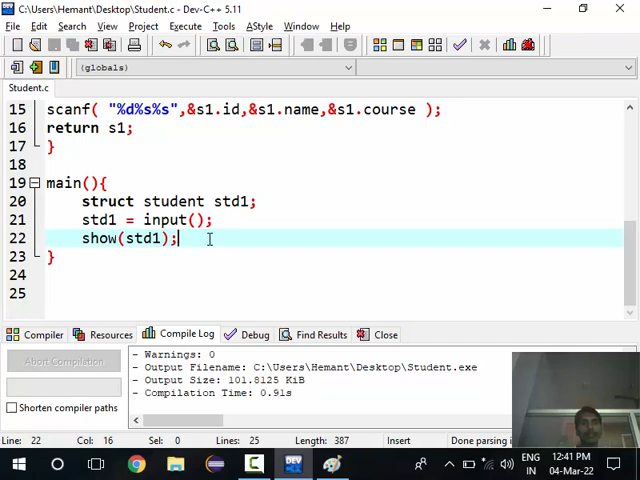 C:\Users\Hemant\Desktop\Student.c - Dev-C++ 5.11
File Edit Search View Project Execute Tools AStyle Window Help
(globals)
Student.c
15 scanf( "%d%s%s",&s1.id,&s1.name,&s1.course );
16 return s1;
17 }
18
19 main(){
20 struct student std1;
21 std1 = input();
22 show(std1);
23 }
24
25
Compiler Resources Compile Log Debug Find Results Close
Abort Compilation
Shorten compiler paths
- Warnings: 0
- Output Filename: C:\Users\Hemant\Desktop\Student.exe
- Output Size: 101.8125 KiB
- Compilation Time: 0.91s
Line: 22 Col: 16 Sel: 0 Lines: 25 Length: 387 Insert Done parsing i
DEV
ENG
IN
12:41 PM
04-Mar-22